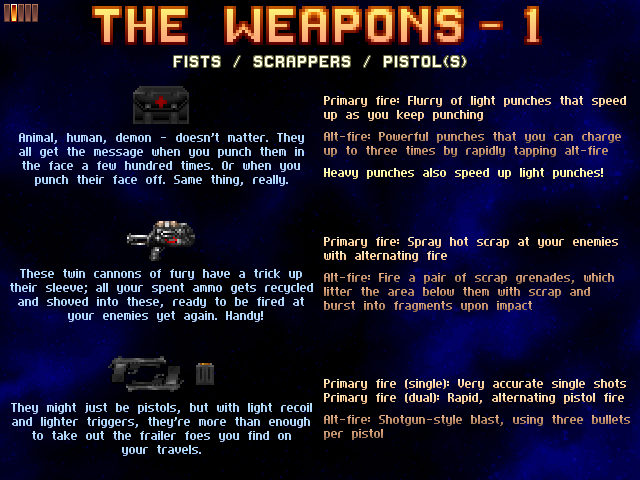 THE WEAPONS - 1
FISTS / SCRAPPERS / PISTOL(S)
Animal, human, demon - doesn't matter. They
all get the message when you punch them in
the face a few hundred times. Or when you
punch their face off. Same thing, really.
Primary fire: Flurry of light punches that speed
up as you keep punching
Alt-fire: Powerful punches that you can charge
up to three times by rapidly tapping alt-fire
Heavy punches also speed up light punches!
These twin cannons of fury have a trick up
their sleeve; all your spent ammo gets recycled
and shoved into these, ready to be fired at
your enemies yet again. Handy!
Primary fire: Spray hot scrap at your enemies
with alternating fire
Alt-fire: Fire a pair of scrap grenades, which
litter the area below them with scrap and
burst into fragments upon impact
They might just be pistols, but with light recoil
and lighter triggers, they're more than enough
to take out the frailer foes you find on
your travels.
Primary fire (single): Very accurate single shots
Primary fire (dual): Rapid, alternating pistol fire
Alt-fire: Shotgun-style blast, using three bullets
per pistol